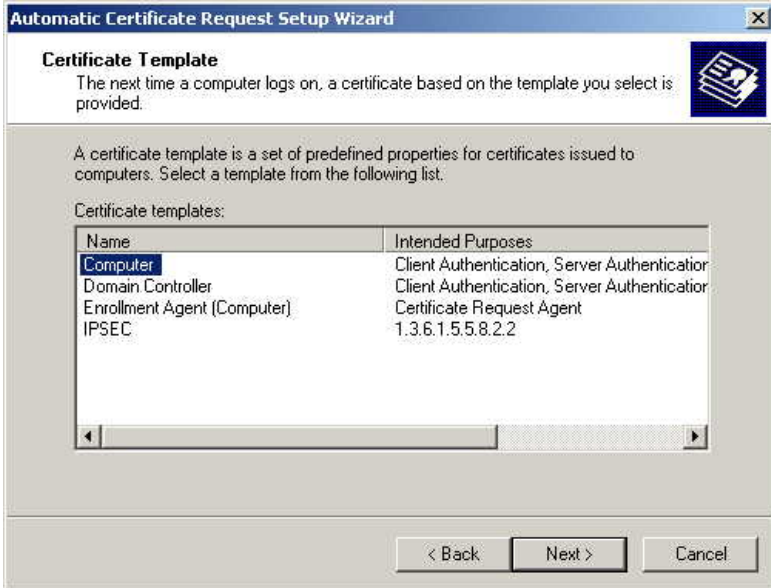 Automatic Certificate Request Setup Wizard
Certificate Template
The next time a computer logs on, a certificate based on the template you select is
provided.
A certificate template is a set of predefined properties for certificates issued to
computers. Select a template from the following list.
Certificate templates:
Name Intended Purposes
Computer Client Authentication, Server Authentication
Domain Controller Client Authentication, Server Authentication
Enrollment Agent (Computer) Certificate Request Agent
IPSEC 1.3.6.1.5.5.8.2.2
< Back Next > Cancel